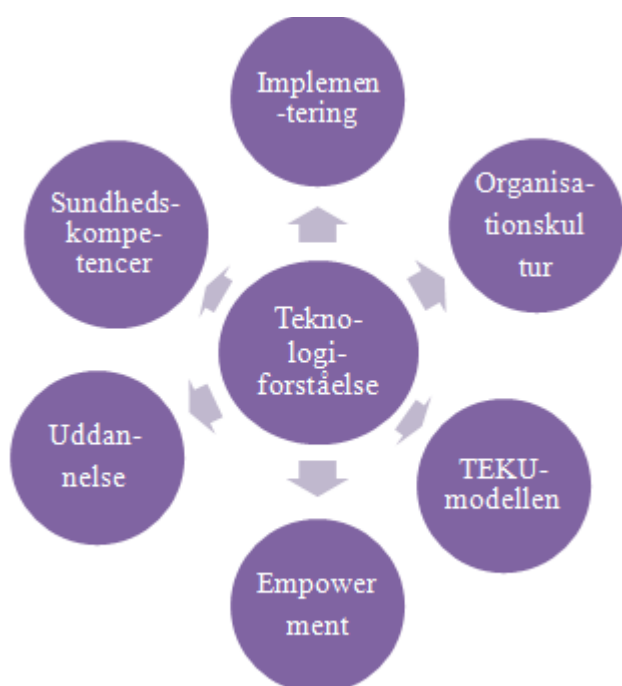 Implemen
-tering
Organisa-
tionskul
tur
Sundheds-
kompe-
tencer
Tekno-
logi-
forståelse
Uddan-
nelse
TEKU-
modellen
Empower
ment